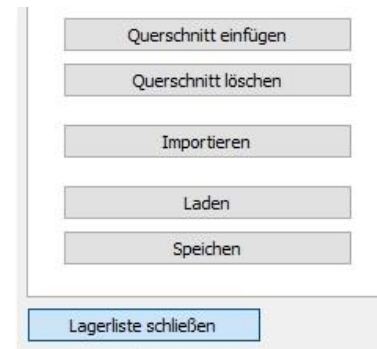 Querschnitt einfügen
Querschnitt löschen
Importieren
Laden
Speichen
Lagerliste schließen